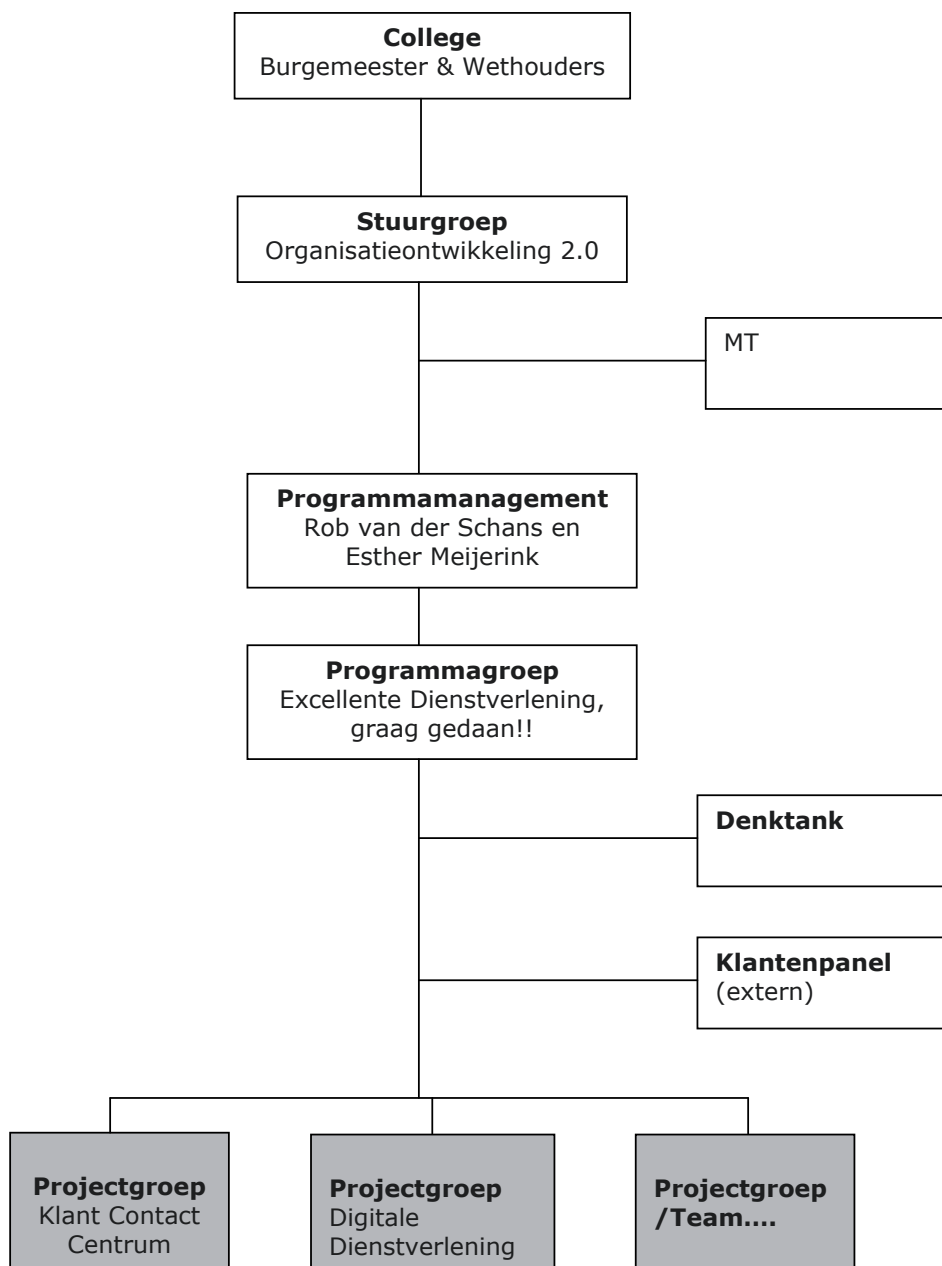 College
Burgemeester & Wethouders
Stuurgroep
Organisatieontwikkeling 2.0
MT
Programmamanagement
Rob van der Schans en
Esther Meijerink
Programmagroep
Excellente Dienstverlening,
graag gedaan!!
Denktank
Klantenpanel
(extern)
Projectgroep
Klant Contact
Centrum
Projectgroep
Digitale
Dienstverlening
Projectgroep
/Team....